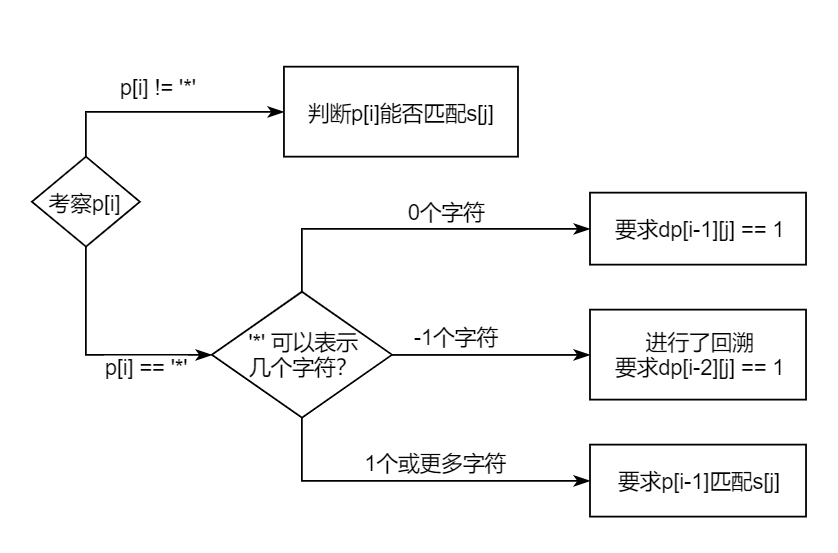 p[i] != '*'
判断p[i]能否匹配s[j]
考察p[i]
0个字符
要求dp[i-1][j] == 1
'*' 可以表示
几个字符?
-1个字符
进行了回溯
要求dp[i-2][j] == 1
p[i] == '*'
1个或更多字符
要求p[i-1]匹配s[j]